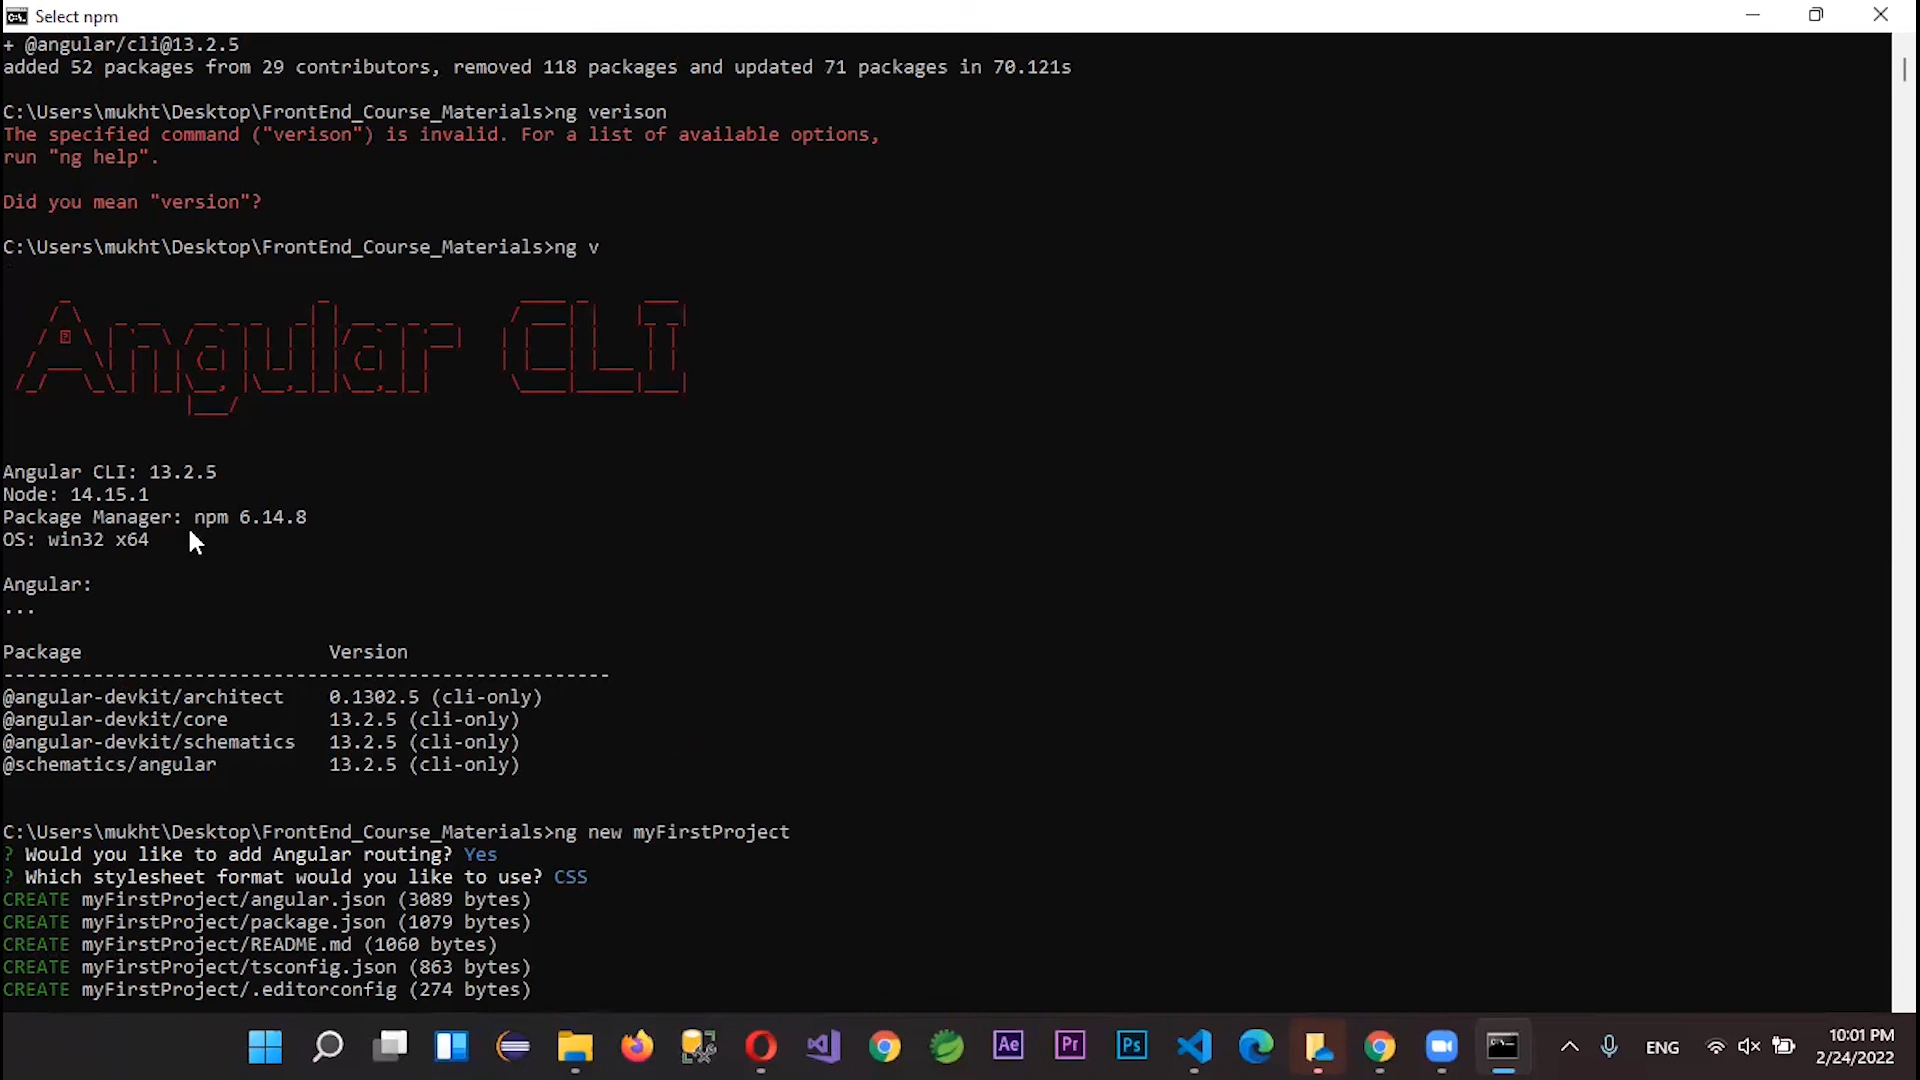 Select npm
+ @angular/cli@13.2.5
added 52 packages from 29 contributors, removed 118 packages and updated 71 packages in 70.121s
C:\Users\mukht\Desktop\FrontEnd_Course_Materials>ng verison
The specified command ("verison") is invalid. For a list of available options,
run "ng help".
Did you mean "version"?
C:\Users\mukht\Desktop\FrontEnd_Course_Materials>ng v
Angular CLI
Angular CLI: 13.2.5
Node: 14.15.1
Package Manager: npm 6.14.8
OS: win32 x64
Angular:
...
Package Version
------------------------------------------------------
@angular-devkit/architect 0.1302.5 (cli-only)
@angular-devkit/core 13.2.5 (cli-only)
@angular-devkit/schematics 13.2.5 (cli-only)
@schematics/angular 13.2.5 (cli-only)
C:\Users\mukht\Desktop\FrontEnd_Course_Materials>ng new myFirstProject
? Would you like to add Angular routing? Yes
? Which stylesheet format would you like to use? CSS
CREATE myFirstProject/angular.json (3089 bytes)
CREATE myFirstProject/package.json (1079 bytes)
CREATE myFirstProject/README.md (1060 bytes)
CREATE myFirstProject/tsconfig.json (863 bytes)
CREATE myFirstProject/.editorconfig (274 bytes)
Ae Pr Ps ENG 10:01 PM
2/24/2022